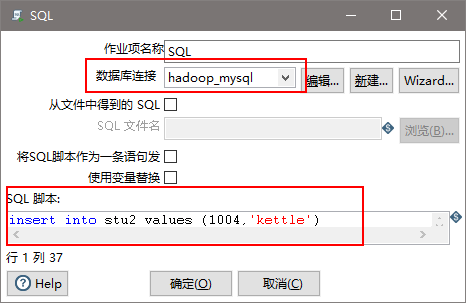 SQL
作业项名称 SQL
数据库连接 hadoop_mysql 编辑... 新建... Wizard...
从文件中得到的 SQL
SQL 文件名 浏览(B)...
将SQL脚本作为一条语句发
使用变量替换
SQL 脚本:
insert into stu2 values (1004,'kettle')
行 1 列 37
Help 确定(O) 取消(C)